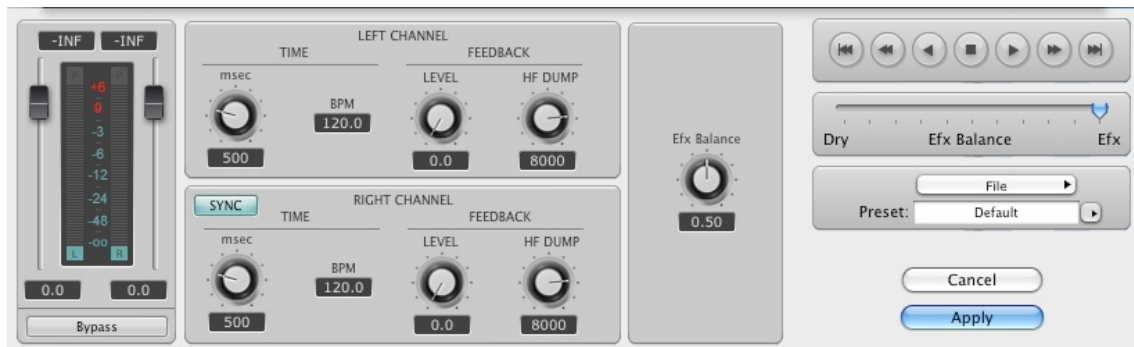 -INF -INF
P P
+6
0
-3
-6
-12
-24
-48
-oo
L R
0.0 0.0
Bypass
LEFT CHANNEL
TIME FEEDBACK
msec LEVEL HF DUMP
BPM
120.0
500 0.0 8000
SYNC RIGHT CHANNEL
TIME FEEDBACK
msec LEVEL HF DUMP
BPM
120.0
500 0.0 8000
Efx Balance
0.50
Dry Efx Balance Efx
File
Preset: Default
Cancel
Apply